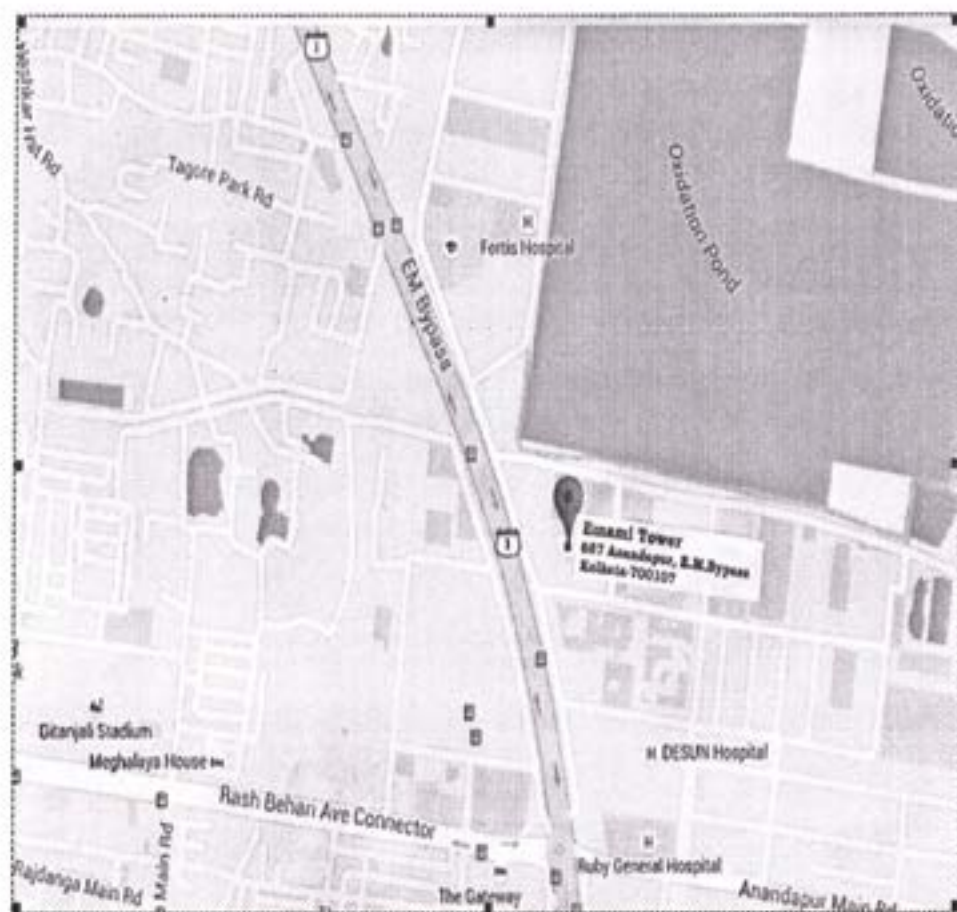 1
Tagore Park Rd
Oxidation Pond
H
Fortis Hospital
EM Bypass
Emami Tower
687 Anandapur, E.M.Bypass
Kolkata-700107
1
Gitanjali Stadium
Meghalaya House
H DESUN Hospital
Rash Behari Ave Connector
H
Ruby General Hospital
Rajdanga Main Rd
Main Rd
The Gateway
Anandapur Main Rd